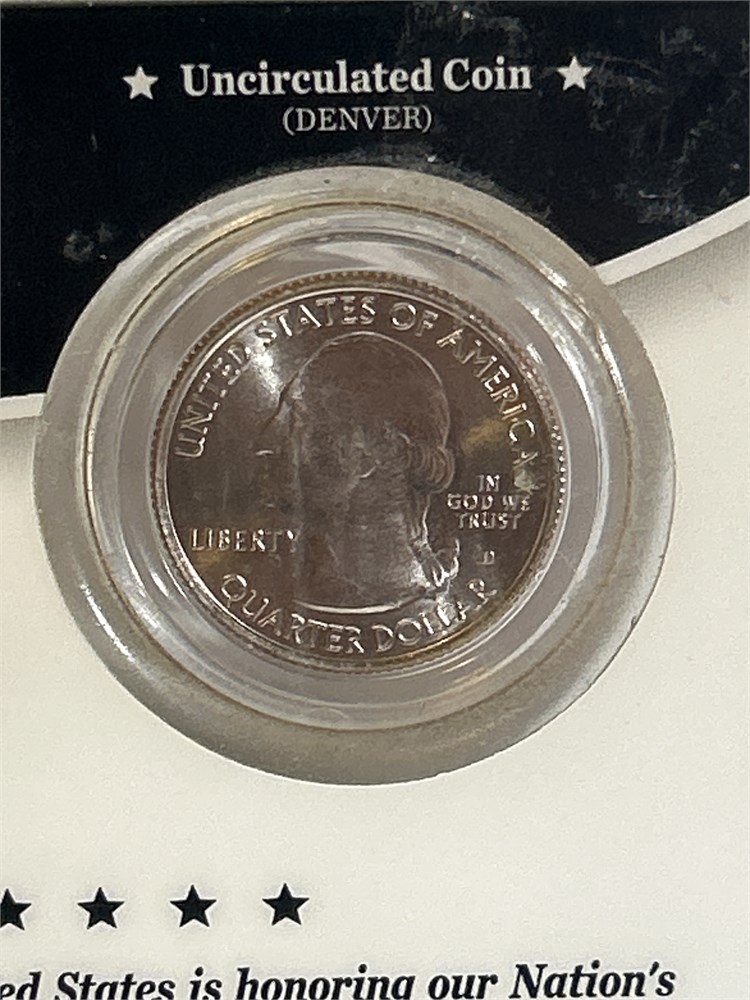 ★ Uncirculated Coin ★
(DENVER)
UNITED STATES OF AMERICA
IN
GOD WE
TRUST
LIBERTY
D
QUARTER DOLLAR
★ ★ ★ ★
ed States is honoring our Nation's